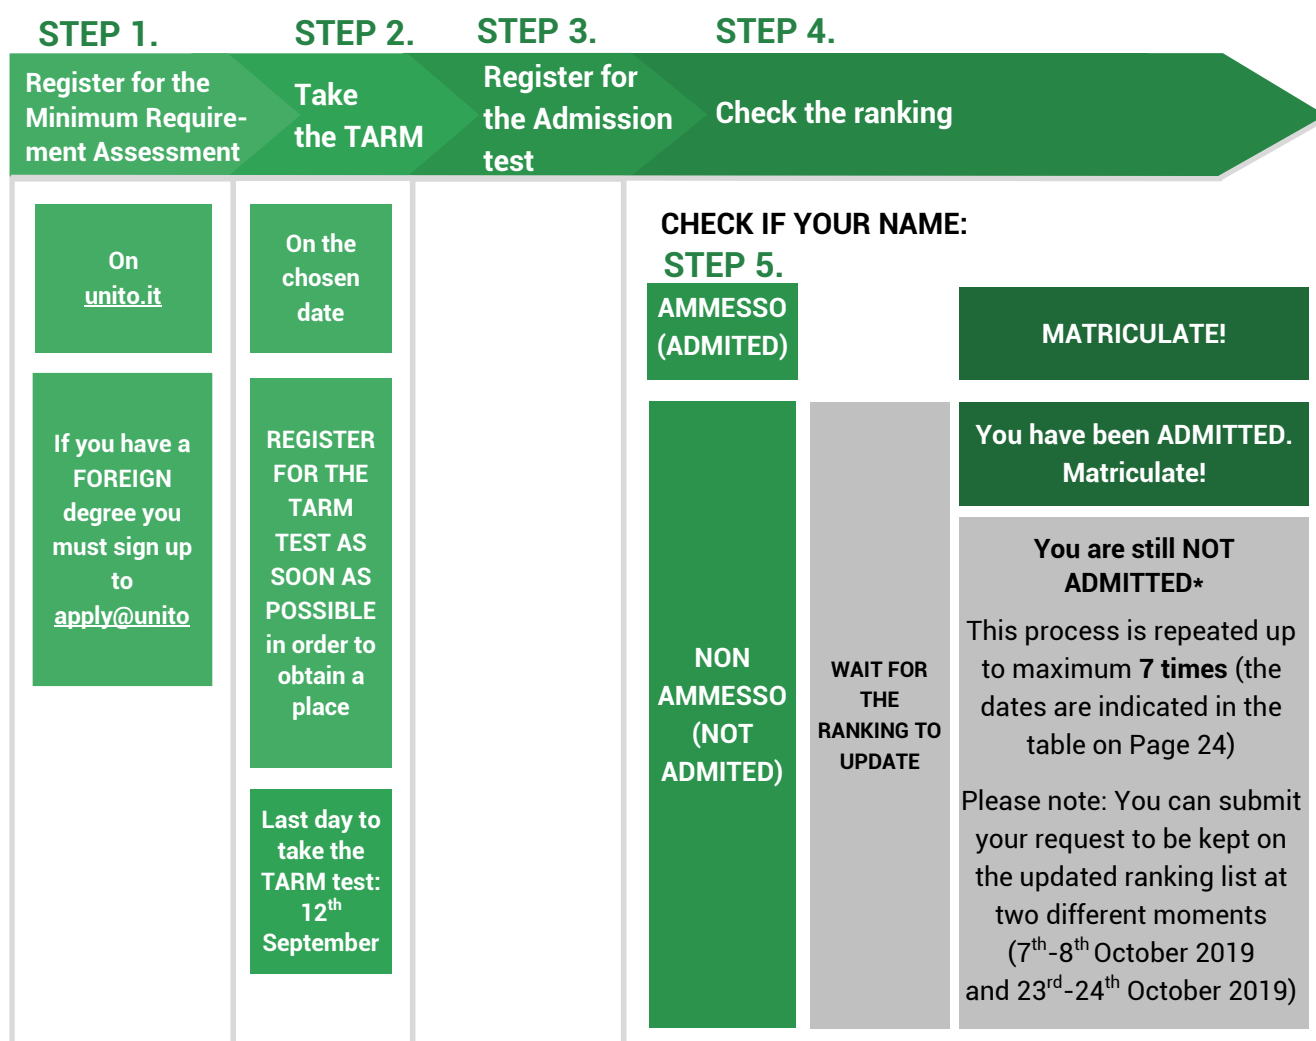 STEP 1.
Register for the
Minimum Require-
ment Assessment
On
unito.it
If you have a
FOREIGN
degree you
must sign up
to
apply@unito
STEP 2.
Take
the TARM
On the
chosen
date
REGISTER
FOR THE
TARM
TEST AS
SOON AS
POSSIBLE
in order to
obtain a
place
Last day to
take the
TARM test:
12th
September
STEP 3.
Register for
the Admission
test
STEP 4.
Check the ranking
CHECK IF YOUR NAME:
STEP 5.
AMMESSO
(ADMITED)
MATRICULATE!
NON
AMMESSO
(NOT
ADMITED)
WAIT FOR
THE
RANKING TO
UPDATE
You have been ADMITTED.
Matriculate!
You are still NOT
ADMITTED*
This process is repeated up
to maximum 7 times (the
dates are indicated in the
table on Page 24)
Please note: You can submit
your request to be kept on
the updated ranking list at
two different moments
(7th-8th October 2019
and 23rd-24th October 2019)